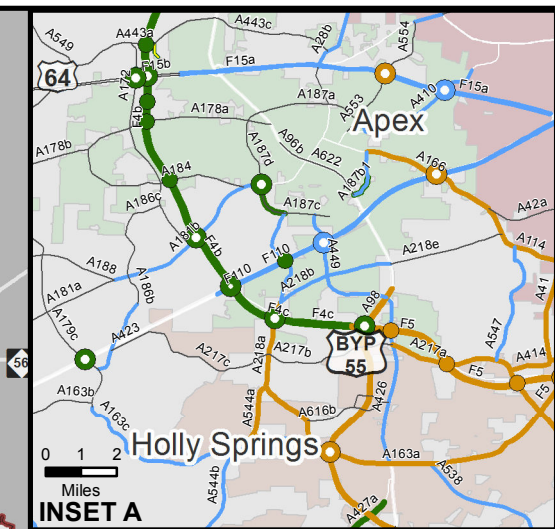 A443a
A549
A443c
A28b
A554
64
A172
F15b
F15a
A187a
A553
A410
F15a
F4b
A178a
Apex
A178b
A96b
A622
A187d
A184
A187b1
A166
A186c
A187c
A42a
A181b
F4b
A449
A218e
A114
A188
F110
F110
A218b
A181a
A186b
A41
A179c
A423
F4c
F4c
A98
F5
A547
56
A217c
A218a
A217b
BYP
55
A217a
A414
F5
F5
A163b
A544a
A616b
A426
A163c
Holly Springs
A163a
A538
0 1 2
Miles
A544b
INSET A
A427a